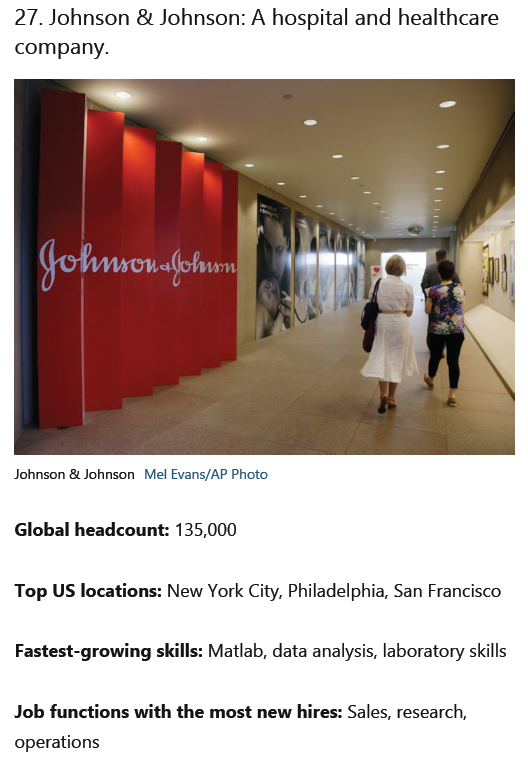 27. Johnson & Johnson: A hospital and healthcare
company.
Johnson & Johnson
Johnson & Johnson Mel Evans/AP Photo
Global headcount: 135,000
Top US locations: New York City, Philadelphia, San Francisco
Fastest-growing skills: Matlab, data analysis, laboratory skills
Job functions with the most new hires: Sales, research,
operations